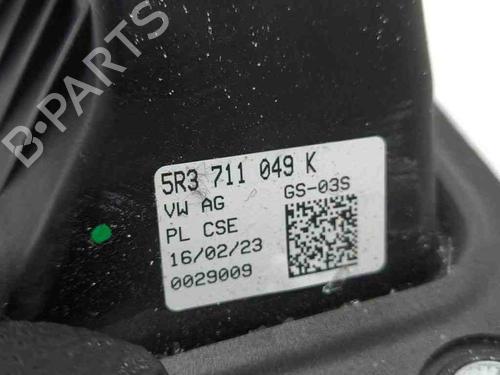 B-PARTS
5R3 711 049 K
VW AG GS-03S
PL CSE
16/02/23
0029009